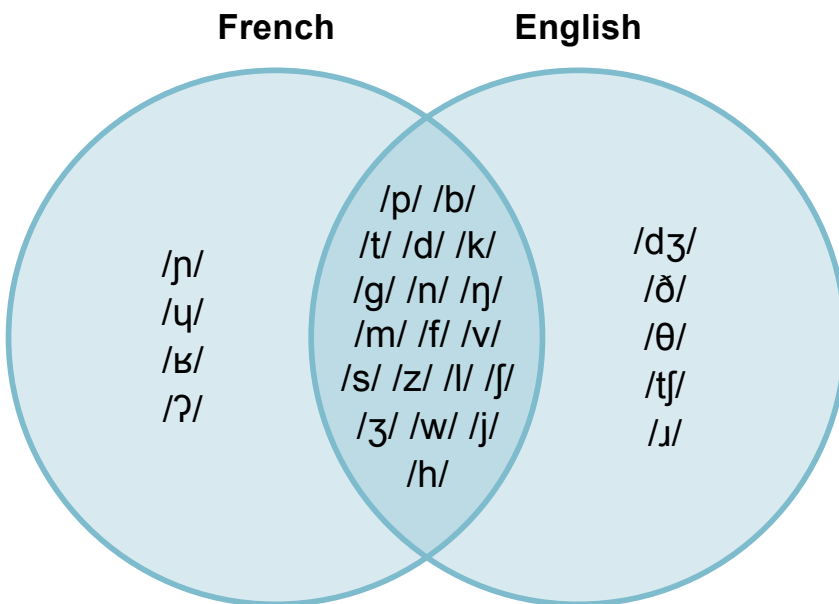 French English
/p/ /b/
/t/ /d/ /k/
/g/ /n/ /ŋ/
/m/ /f/ /v/
/s/ /z/ /l/ /ʃ/
/ʒ/ /w/ /j/
/h/
/ɲ/
/ɥ/
/ʁ/
/ʔ/
/dʒ/
/ð/
/θ/
/tʃ/
/ɹ/